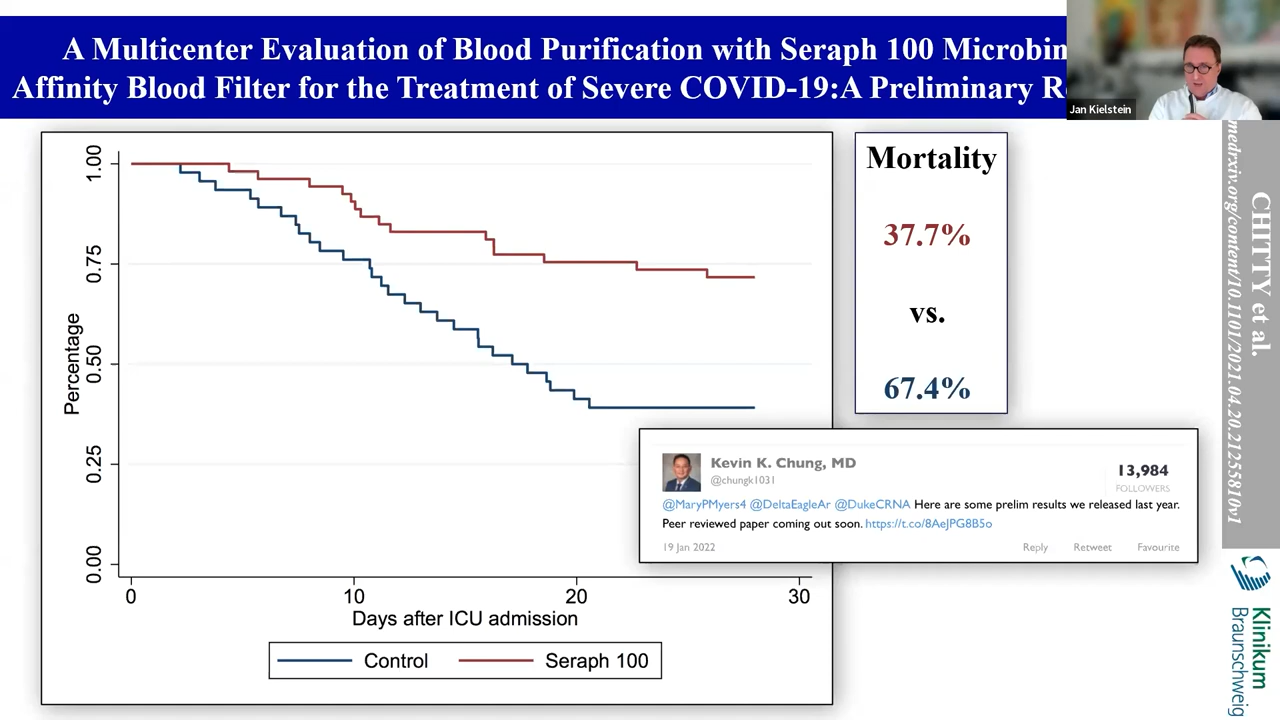 A Multicenter Evaluation of Blood Purification with Seraph 100
Affinity Blood Filter for the Treatment of Severe COVID-19:A Preliminary
Jan Kielstein
1.00
0.75
0.50
0.25
0.00
Percentage
0
10
20
30
Days after ICU admission
Control
Seraph 100
Mortality
37.7%
vs.
67.4%
Kevin K. Chung, MD
@chungk1031
13,984
FOLLOWERS
@MaryPMyers4 @DeltaEagleAr @DukeCRNA Here are some prelim results we released last year.
Peer reviewed paper coming out soon. https://t.co/8AeJPG8B5o
19 Jan 2022
Reply
Retweet
Favourite
CHITTY et al.
medrxiv.org/content/10.1101/2021.04.20.21255810v1
Klinikum
Braunschweig